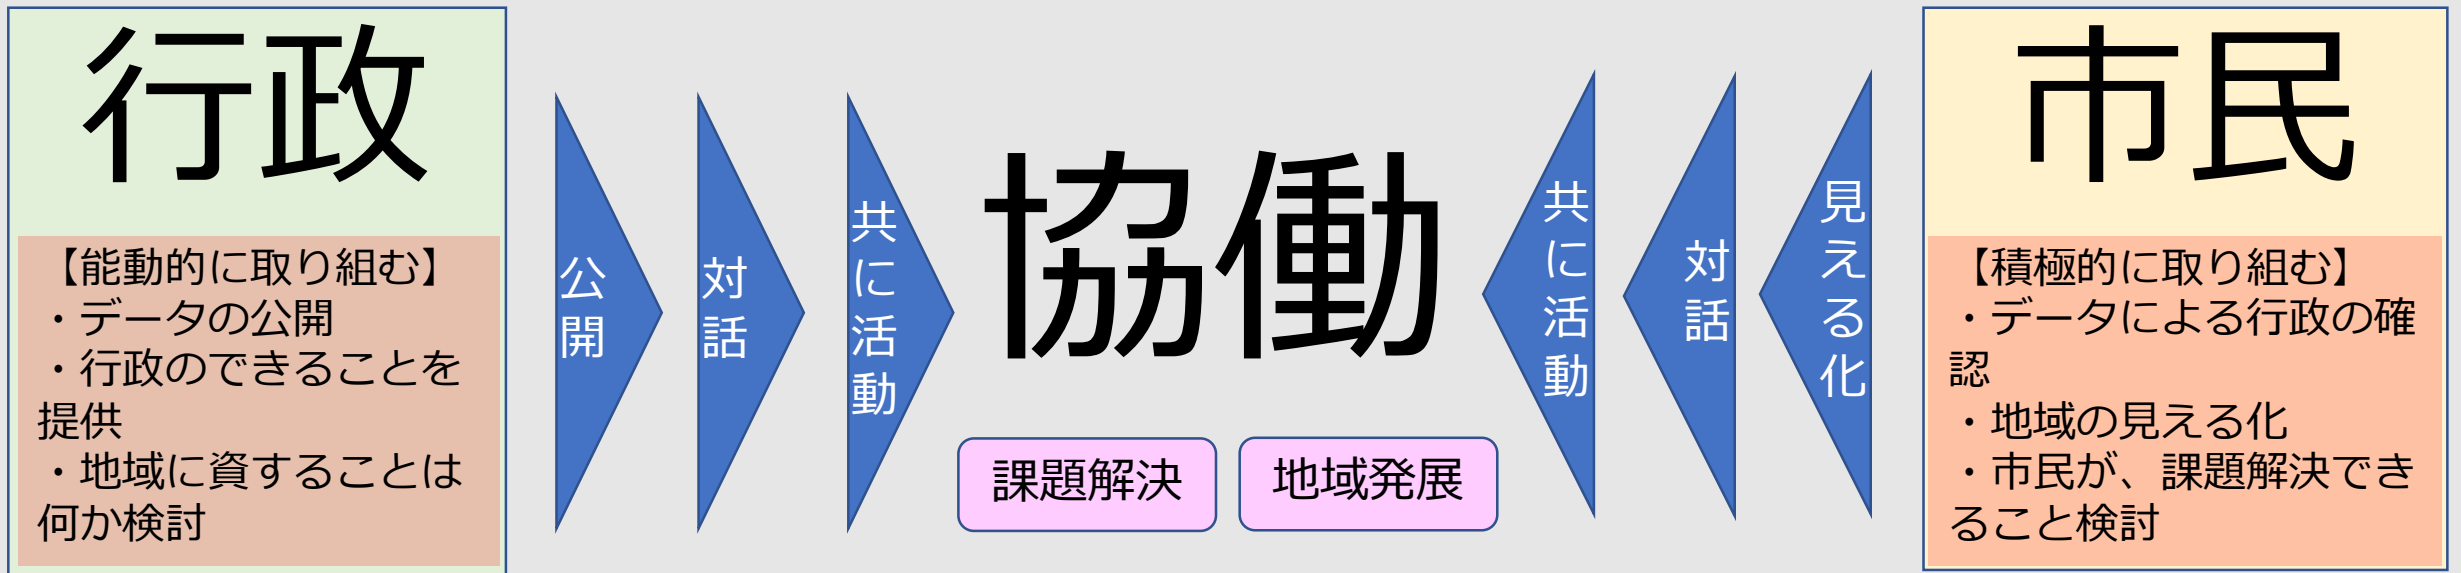 行政
【能動的に取り組む】
・データの公開
・行政のできることを
提供
・地域に資することは
何か検討
公開
対話
共に活動
協働
課題解決
地域発展
共に活動
対話
見える化
市民
【積極的に取り組む】
・データによる行政の確
認
・地域の見える化
・市民が、課題解決でき
ること検討